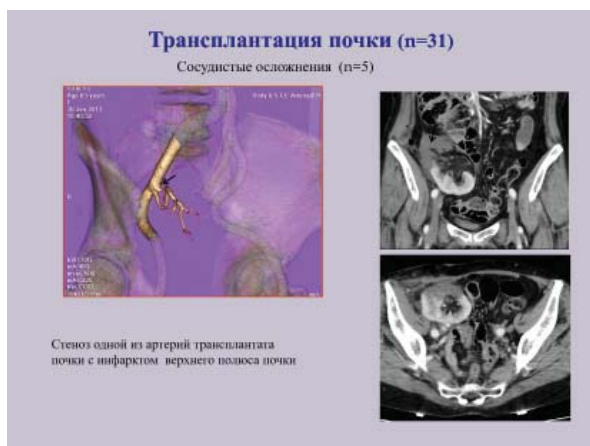 Трансплантация почки (n=31)
Сосудистые осложнения (n=5)
Стеноз одной из артерий трансплантата
почки с инфарктом верхнего полюса почки